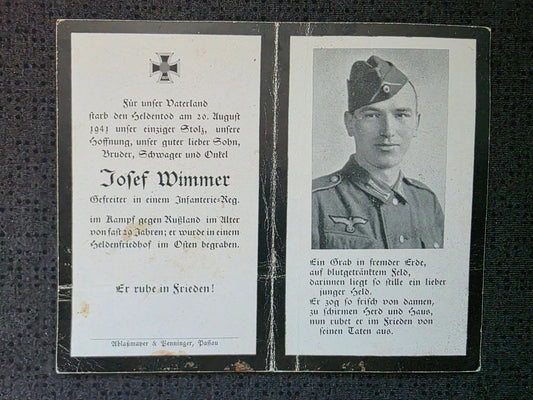 Für unser Vaterland
starb den Heldentod am 20. August
1941 unser einziger Stolz, unsere
Hoffnung, unser guter lieber Sohn,
Bruder, Schwager und Onkel
Josef Wimmer
Gefreiter in einem Infanterie-Reg.
im Kampf gegen Rußland im Alter
von fast 29 Jahren; er wurde in einem
Heldenfriedhof im Osten begraben.
Er ruhe in Frieden!
Ablaßmayer & Penninger, Passau
Ein Grab in fremder Erde,
auf blutgetränktem Feld,
darinnen liegt so stille ein lieber
junger Held.
Er zog so frisch von dannen,
zu schirmen Herd und Haus,
nun ruhet er im Frieden von
seinen Taten aus.